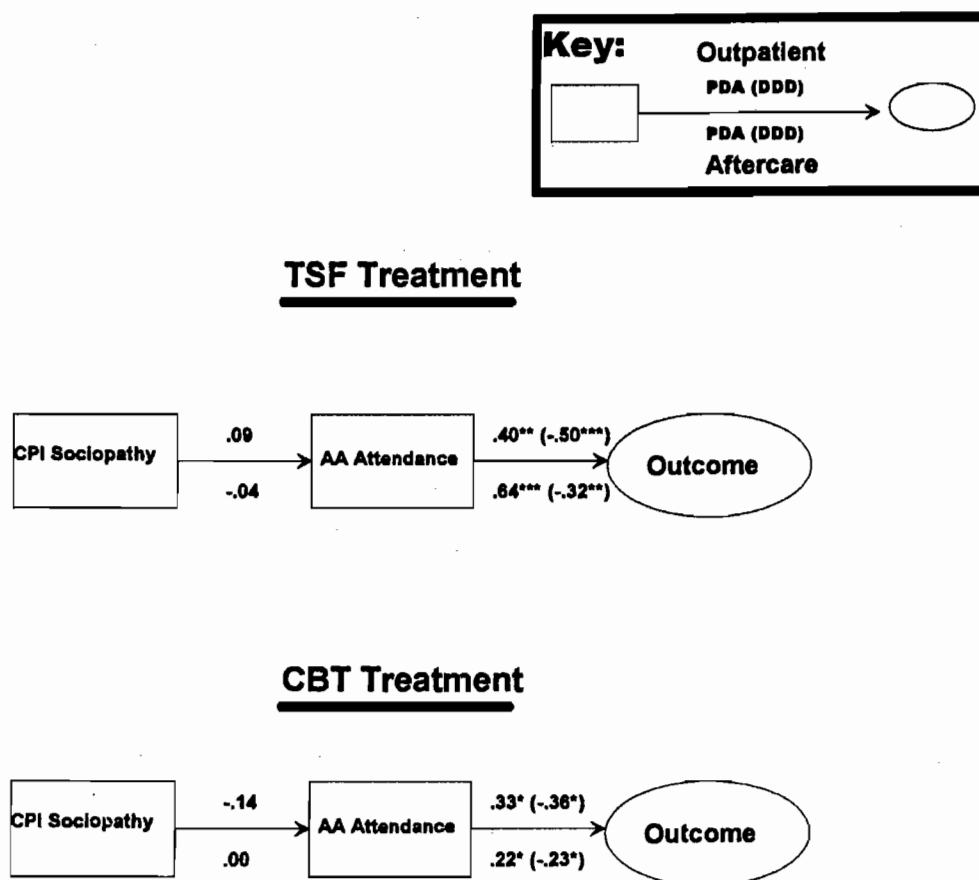 Key:
Outpatient
PDA (DDD)
PDA (DDD)
Aftercare
TSF Treatment
CPI Sociopathy
.09
-.04
AA Attendance
.40** (-.50***)
.64*** (-.32**)
Outcome
CBT Treatment
CPI Sociopathy
-.14
.00
AA Attendance
.33* (-.36*)
.22* (-.23*)
Outcome